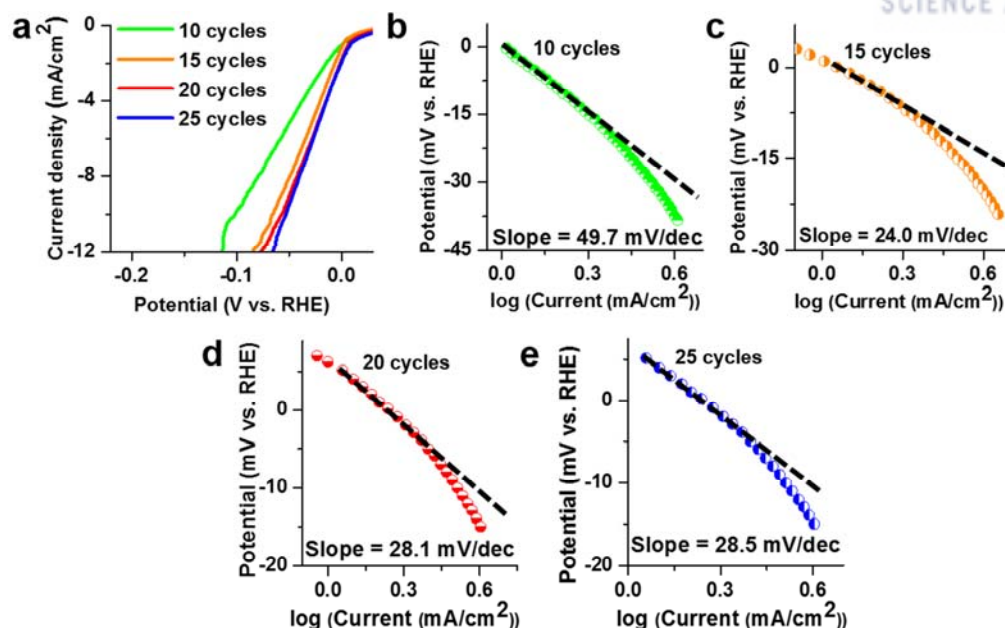 SCIENCE
a
Current density (mA/cm2)
0
-4
-8
-12
10 cycles
15 cycles
20 cycles
25 cycles
-0.2
-0.1
0.0
Potential (V vs. RHE)
b
Potential (mV vs. RHE)
0
-15
-30
-45
10 cycles
Slope = 49.7 mV/dec
0.0
0.3
0.6
log (Current (mA/cm2))
c
Potential (mV vs. RHE)
0
-15
-30
15 cycles
Slope = 24.0 mV/dec
0.0
0.3
0.6
log (Current (mA/cm2))
d
Potential (mV vs. RHE)
0
-10
-20
20 cycles
Slope = 28.1 mV/dec
0.0
0.3
0.6
log (Current (mA/cm2))
e
Potential (mV vs. RHE)
0
-10
-20
25 cycles
Slope = 28.5 mV/dec
0.0
0.3
0.6
log (Current (mA/cm2))